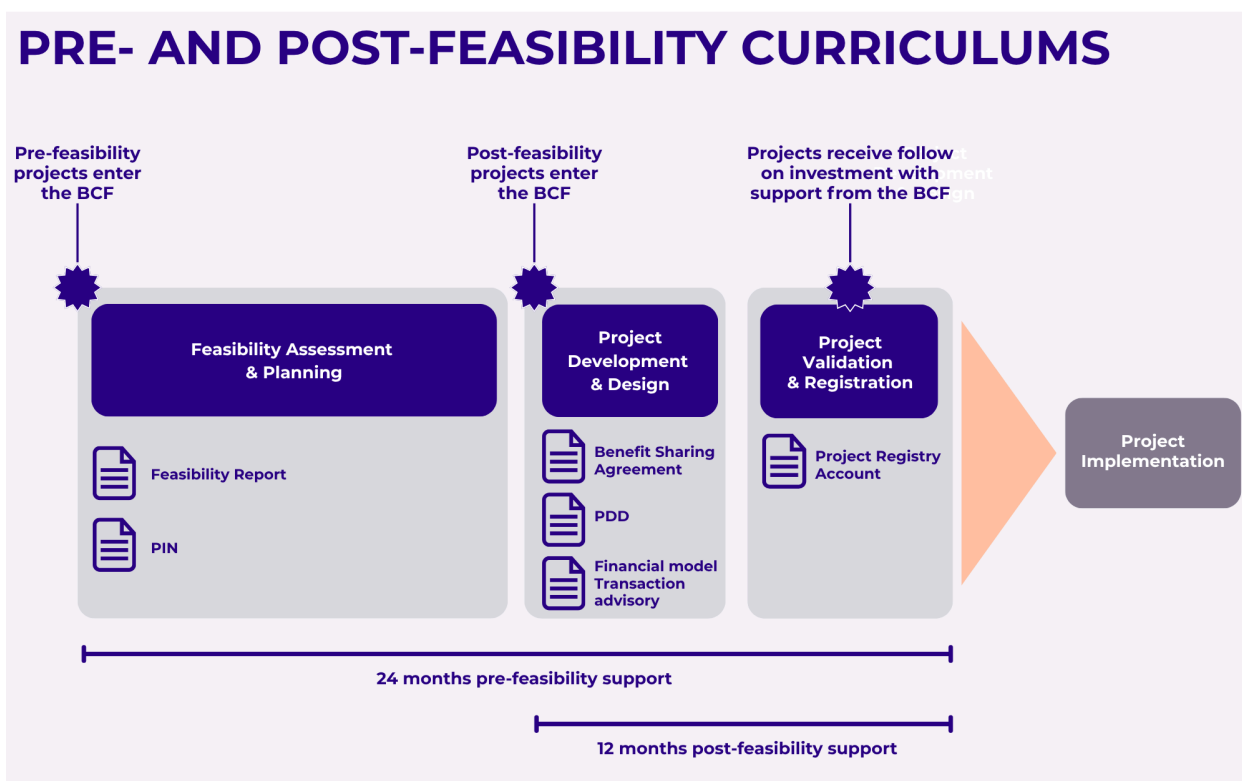 PRE- AND POST-FEASIBILITY CURRICULUMS
Pre-feasibility
projects enter
the BCF
Post-feasibility
projects enter
the BCF
Projects receive follow
on investment with
support from the BCF
Feasibility Assessment
& Planning
Project
Development
& Design
Project
Validation
& Registration
Feasibility Report
PIN
Benefit Sharing
Agreement
PDD
Financial model
Transaction
advisory
Project Registry
Account
Project
Implementation
24 months pre-feasibility support
12 months post-feasibility support